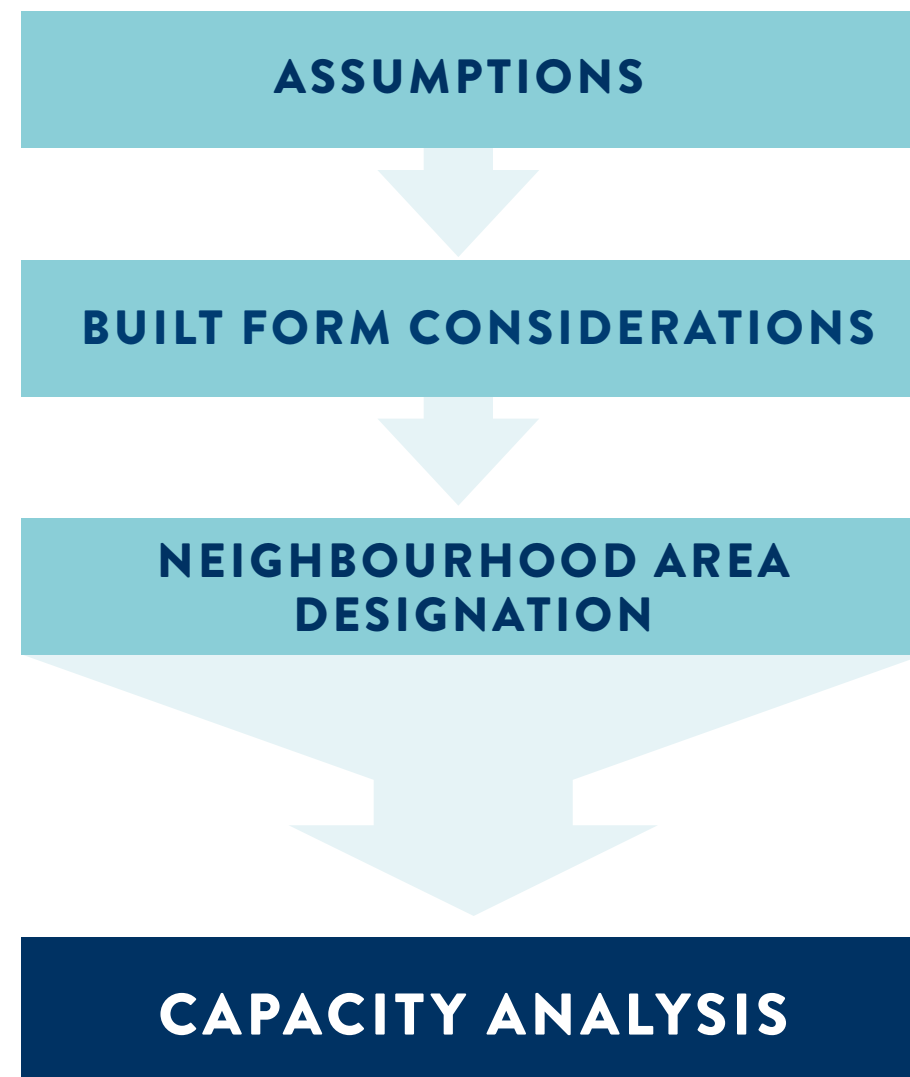 ASSUMPTIONS
BUILT FORM CONSIDERATIONS
NEIGHBOURHOOD AREA
DESIGNATION
CAPACITY ANALYSIS